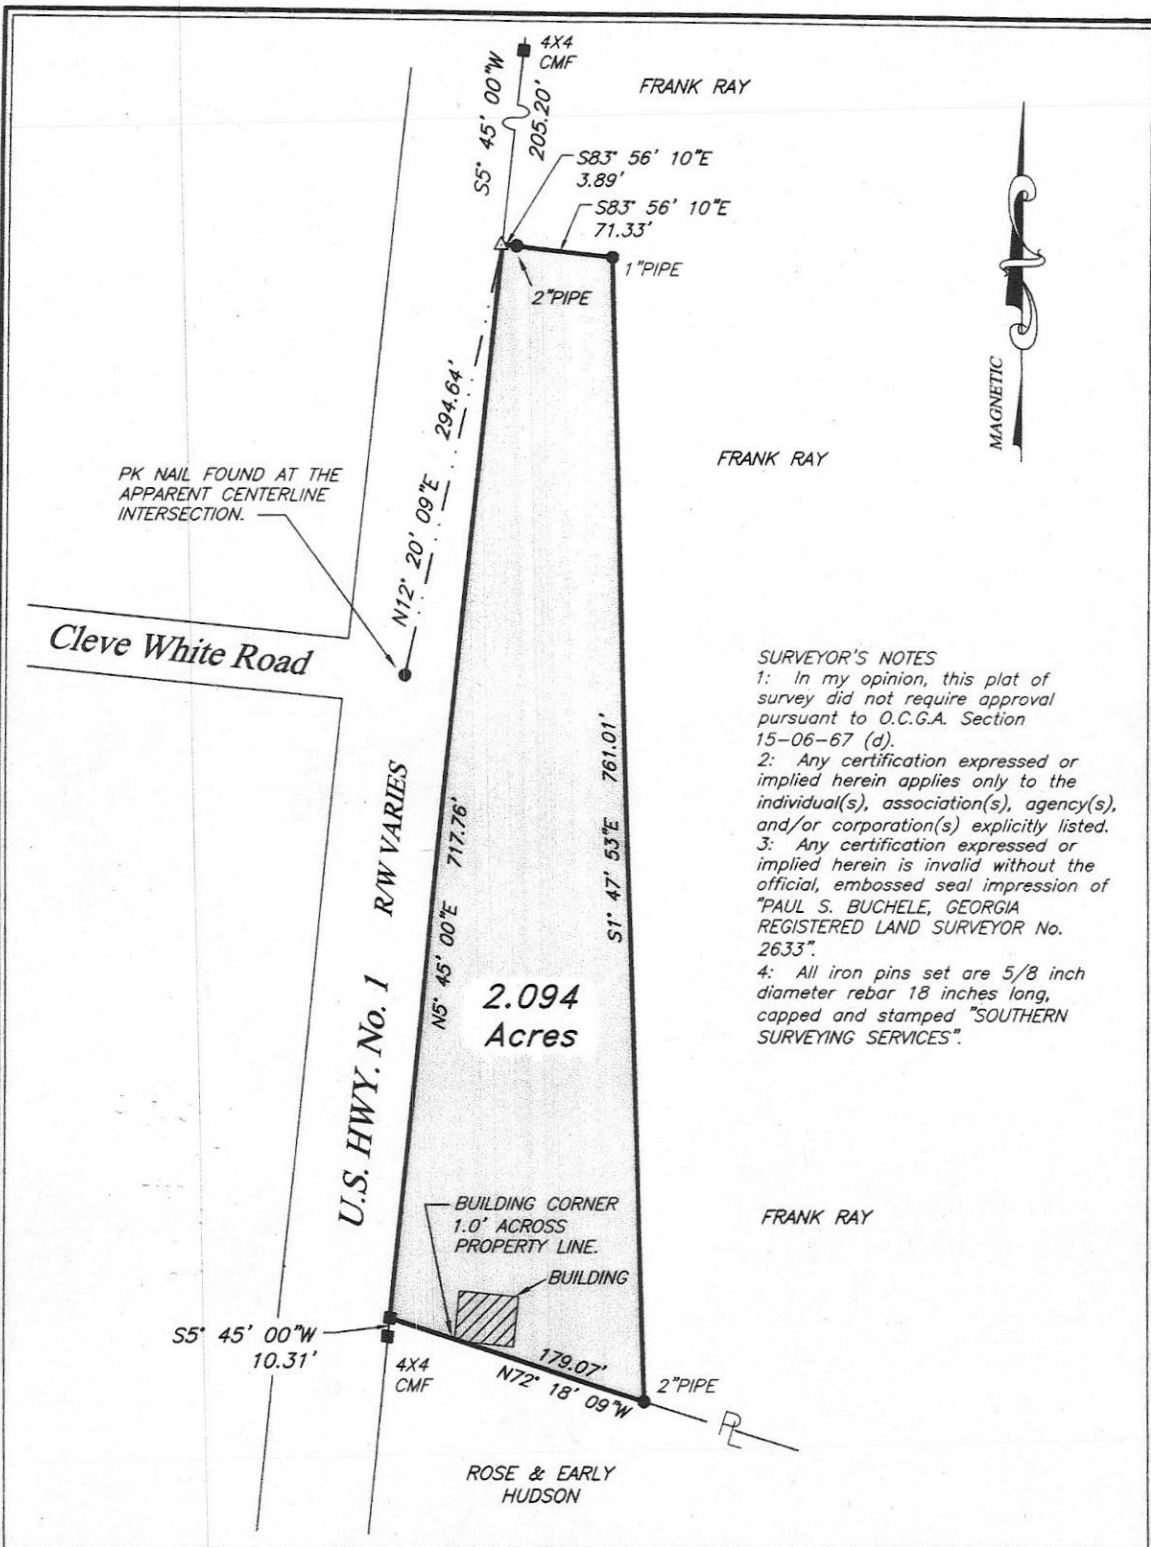 4X4
CMF
FRANK RAY
S5° 45' 00"W
205.20'
S83° 56' 10"E
3.89'
S83° 56' 10"E
71.33'
1"PIPE
2"PIPE
MAGNETIC
N12° 20' 09"E 294.64'
FRANK RAY
PK NAIL FOUND AT THE
APPARENT CENTERLINE
INTERSECTION.
Cleve White Road
SURVEYOR'S NOTES
1: In my opinion, this plat of
survey did not require approval
pursuant to O.C.G.A. Section
15-06-67 (d).
2: Any certification expressed or
implied herein applies only to the
individual(s), association(s), agency(s),
and/or corporation(s) explicitly listed.
3: Any certification expressed or
implied herein is invalid without the
official, embossed seal impression of
"PAUL S. BUCHELE, GEORGIA
REGISTERED LAND SURVEYOR No.
2633".
4: All iron pins set are 5/8 inch
diameter rebar 18 inches long,
capped and stamped "SOUTHERN
SURVEYING SERVICES".
U.S. HWY. No. 1 R/W VARIES
N5° 45' 00"E 717.76'
S1° 47' 53"E 761.01'
2.094
Acres
BUILDING CORNER
1.0' ACROSS
PROPERTY LINE.
BUILDING
FRANK RAY
S5° 45' 00"W
10.31'
4X4
CMF
179.07'
N72° 18' 09"W
2"PIPE
PL
ROSE & EARLY
HUDSON